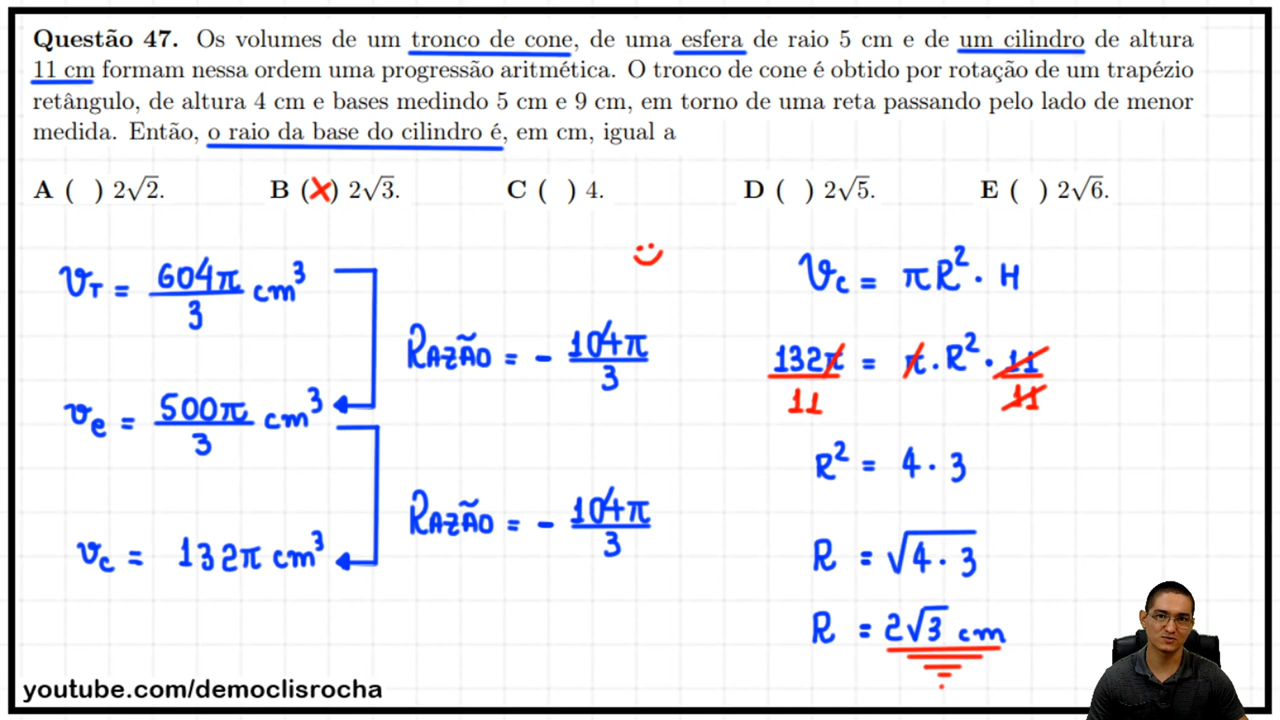 Questão 47. Os volumes de um tronco de cone, de uma esfera de raio 5 cm e de um cilindro de altura
11 cm formam nessa ordem uma progressão aritmética. O tronco de cone é obtido por rotação de um trapézio
retângulo, de altura 4 cm e bases medindo 5 cm e 9 cm, em torno de uma reta passando pelo lado de menor
medida. Então, o raio da base do cilindro é, em cm, igual a
A ( ) 2√2. B (X) 2√3. C ( ) 4. D ( ) 2√5. E ( ) 2√6.
V_T = 604π/3 cm³
RAZÃO = - 104π/3
V_e = 500π/3 cm³
RAZÃO = - 104π/3
V_c = 132π cm³
V_c = πR² · H
132π/11 = π · R² · 11/11
R² = 4 · 3
R = √4 · 3
R = 2√3 cm
youtube.com/democlisrocha